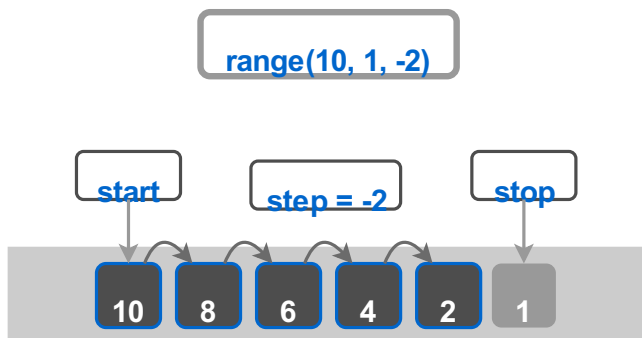 range(10, 1, -2)
start step = -2 stop
10 8 6 4 2 1